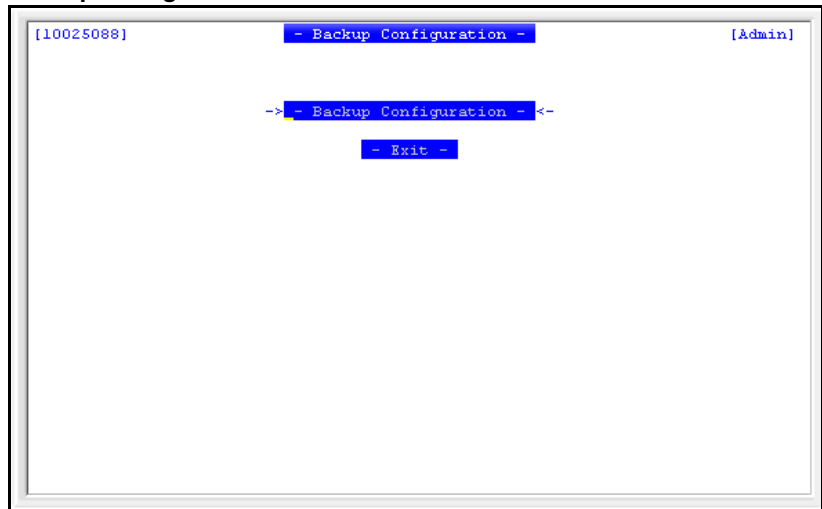 [10025088] - Backup Configuration - [Admin]
-> - Backup Configuration - <-
- Exit -